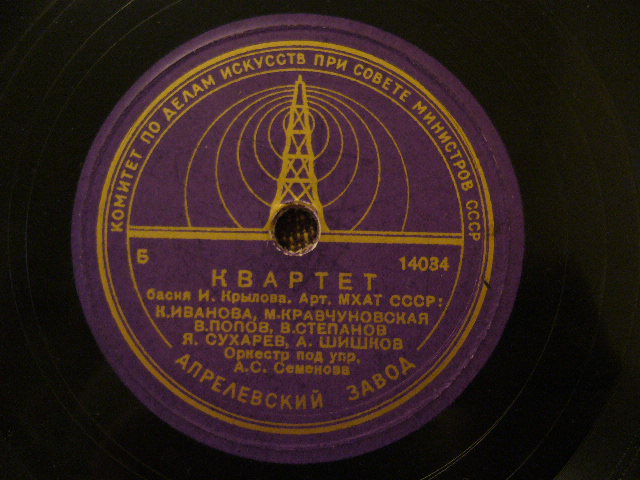 КОМИТЕТ ПО ДЕЛАМ ИСКУССТВ ПРИ СОВЕТЕ МИНИСТРОВ СССР
Б 14034
КВАРТЕТ
басня И. Крылова. Арт. МХАТ СССР:
К.ИВАНОВА, М.КРАВЧУНОВСКАЯ
В.ПОПОВ, В.СТЕПАНОВ
Я. СУХАРЕВ, А. ШИШКОВ
Оркестр под упр.
А.С. Семенова
АПРЕЛЕВСКИЙ ЗАВОД